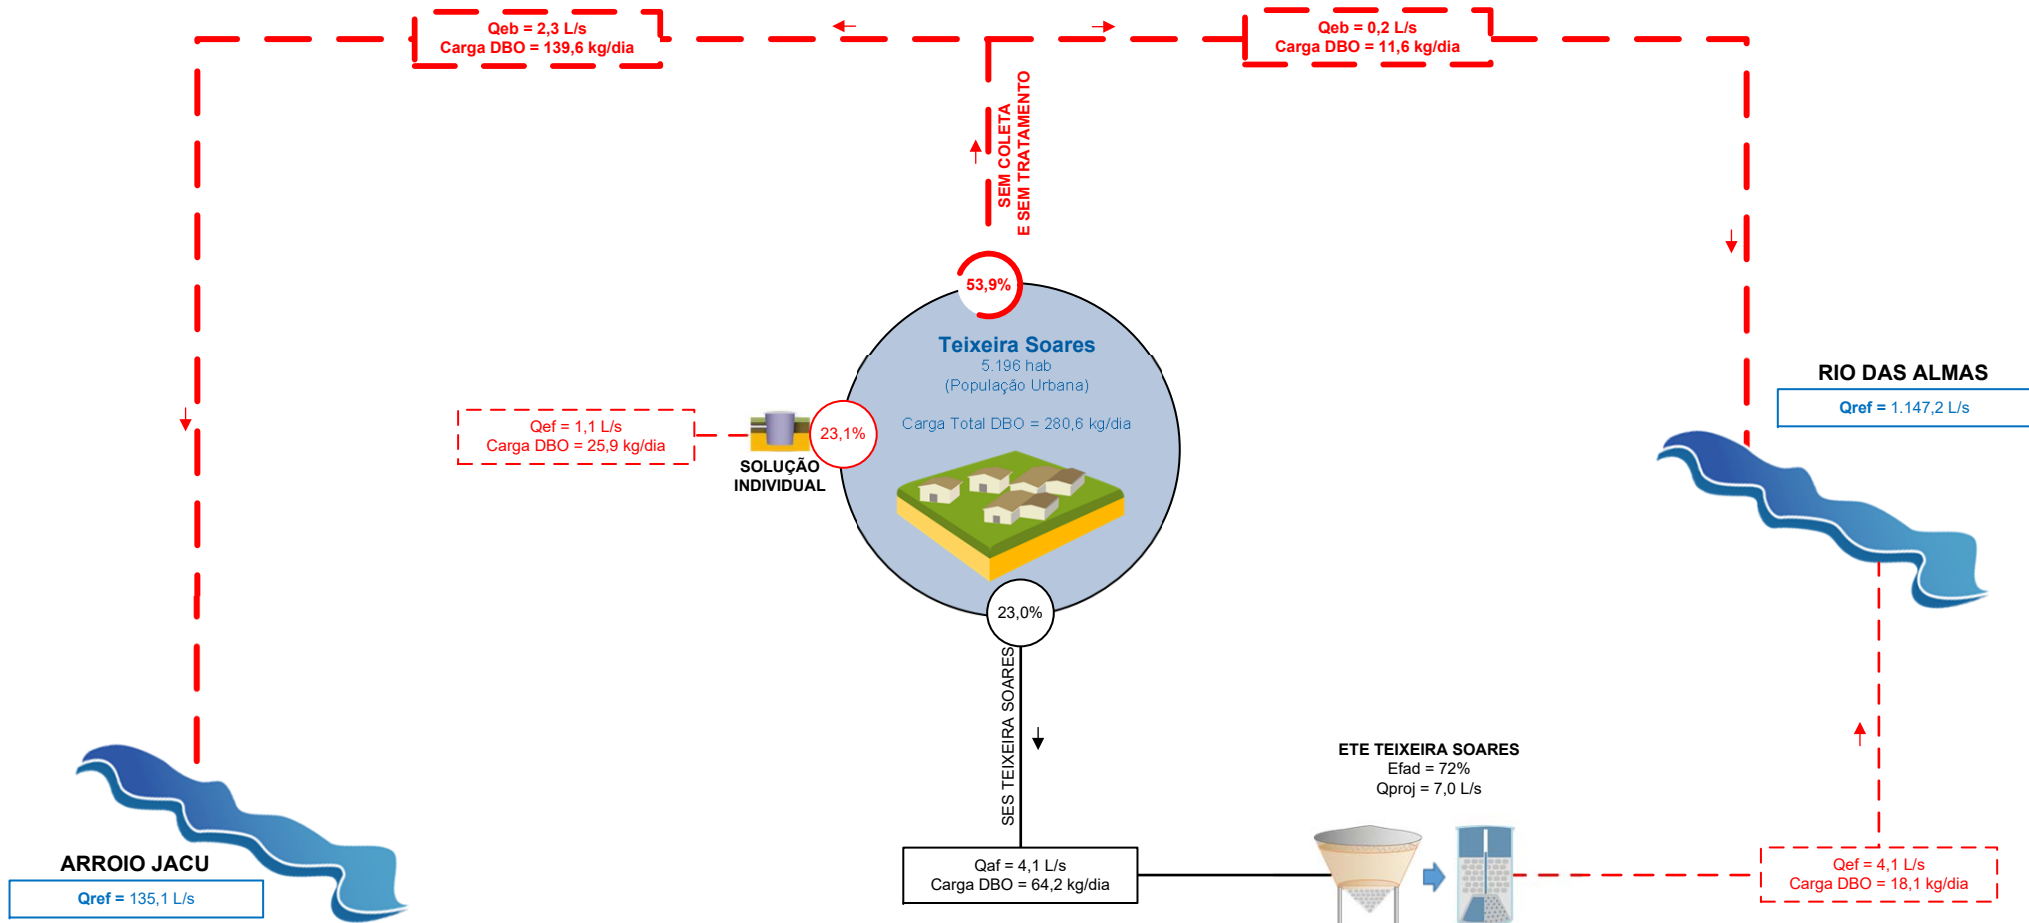 Qeb = 2,3 L/s
Carga DBO = 139,6 kg/dia
Qeb = 0,2 L/s
Carga DBO = 11,6 kg/dia
SEM COLETA
E SEM TRATAMENTO
53,9%
Teixeira Soares
5.196 hab
(População Urbana)
Carga Total DBO = 280,6 kg/dia
23,1%
SOLUÇÃO
INDIVIDUAL
Qef = 1,1 L/s
Carga DBO = 25,9 kg/dia
RIO DAS ALMAS
Qref = 1.147,2 L/s
23,0%
SES TEIXEIRA SOARES
ETE TEIXEIRA SOARES
Efad = 72%
Qproj = 7,0 L/s
ARROIO JACU
Qref = 135,1 L/s
Qaf = 4,1 L/s
Carga DBO = 64,2 kg/dia
Qef = 4,1 L/s
Carga DBO = 18,1 kg/dia